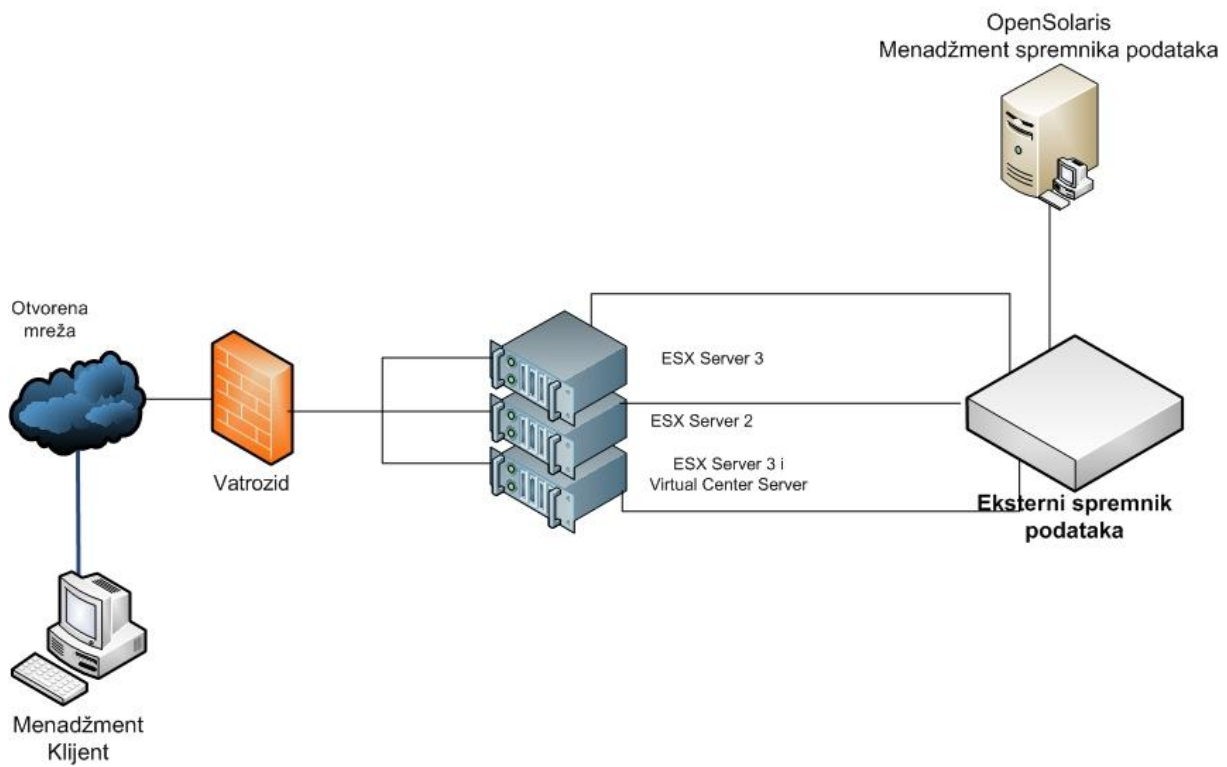 OpenSolaris
Menadžment spremnika podataka
Otvorena
mreža
ESX Server 3
ESX Server 2
Vatrozid
ESX Server 3 i
Virtual Center Server
Eksterni spremnik
podataka
Menadžment
Klijent